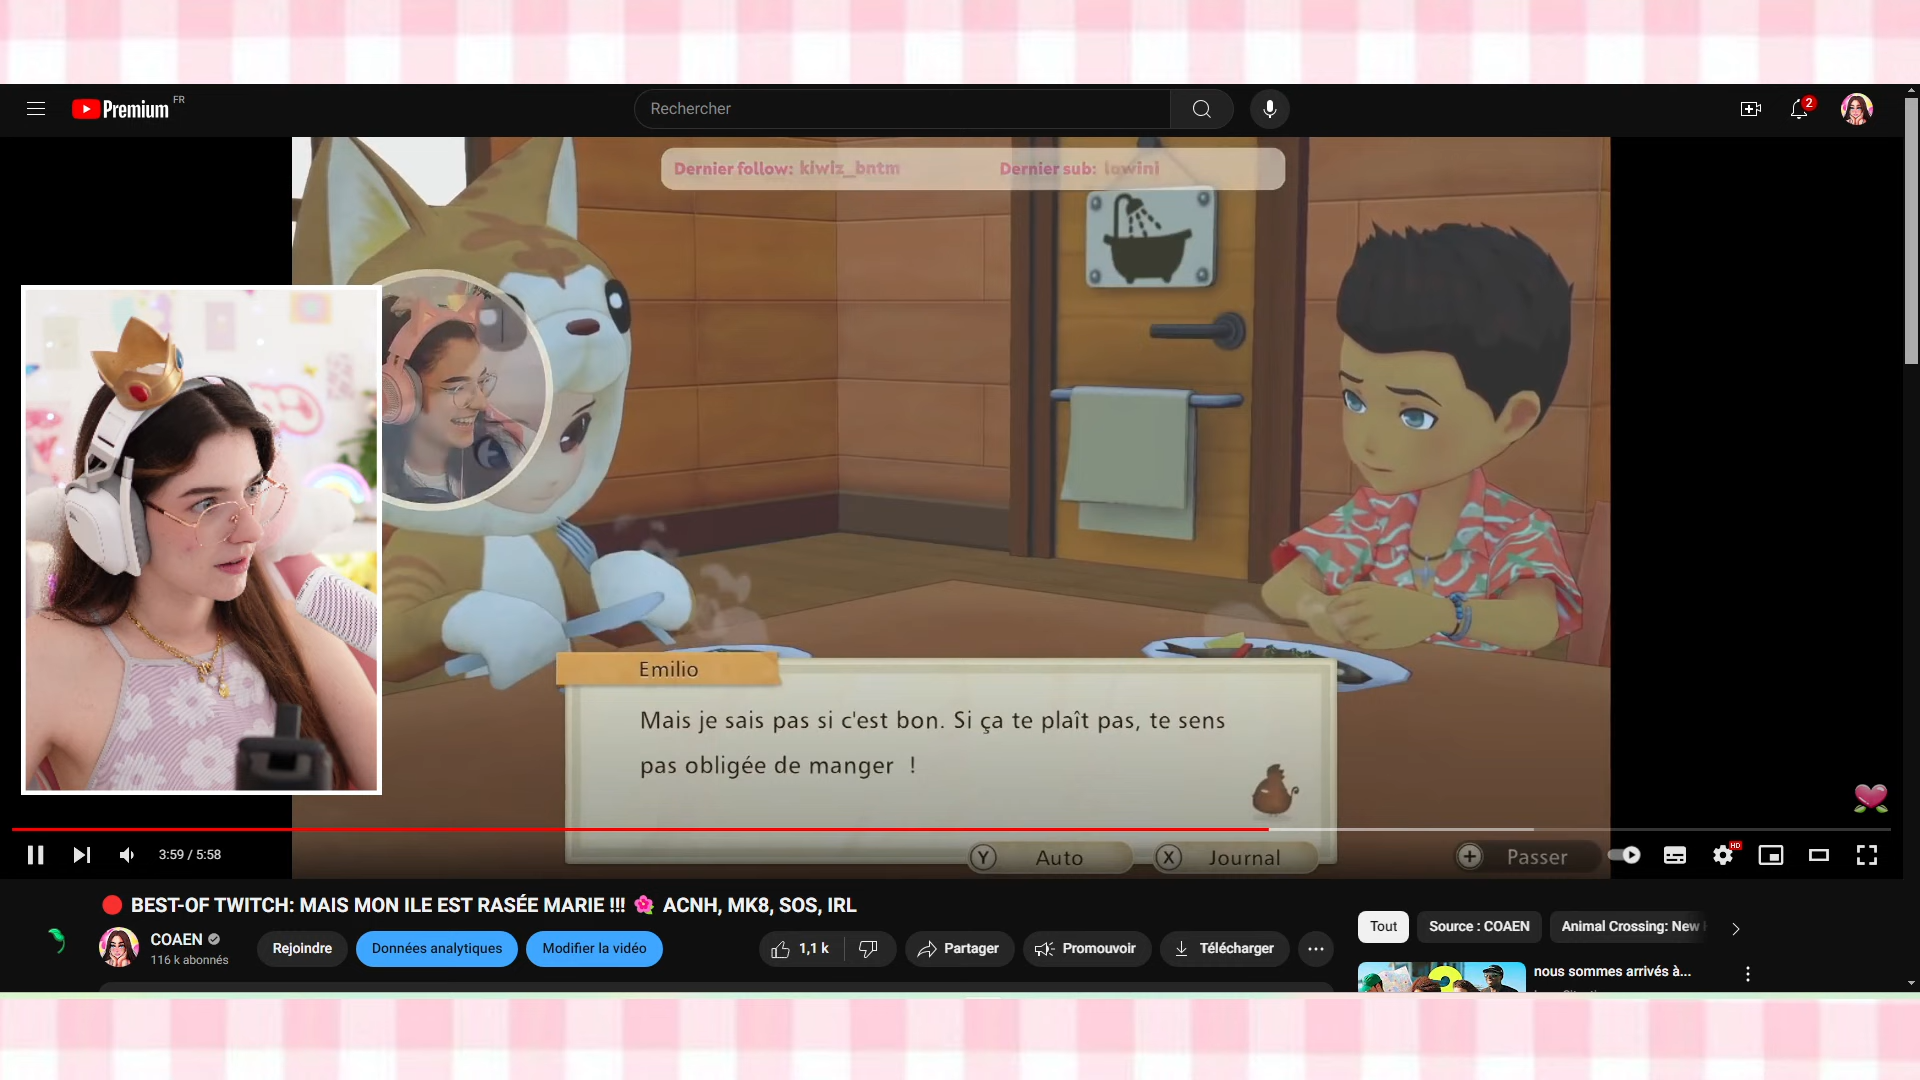 Premium FR
Rechercher
2
Dernier follow: kiwiz_bntm
Dernier sub: lowini
Emilio
Mais je sais pas si c'est bon. Si ça te plaît pas, te sens
pas obligée de manger !
Y Auto
X Journal
+ Passer
3:59 / 5:58
HD
BEST-OF TWITCH: MAIS MON ILE EST RASÉE MARIE !!! ACNH, MK8, SOS, IRL
COAEN
116 k abonnés
Rejoindre
Données analytiques
Modifier la vidéo
1,1 k
Partager
Promouvoir
Télécharger
Tout
Source : COAEN
Animal Crossing: New
nous sommes arrivés à...